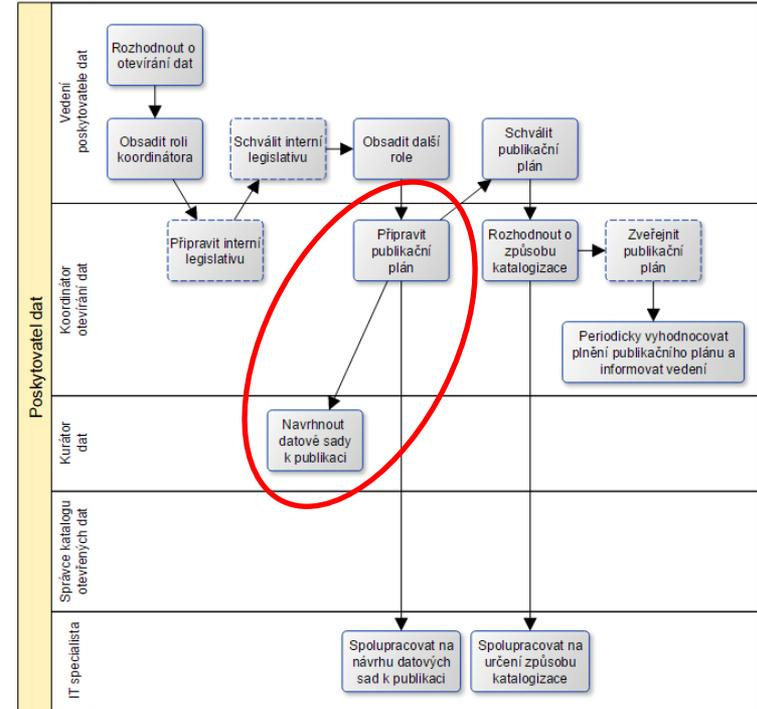 Poskytovatel dat
Vedení
poskytovatele dat
Rozhodnout o
otevírání dat
Obsadit roli
koordinátora
Schválit interní
legislativu
Obsadit další
role
Schválit
publikační
plán
Koordinátor
otevírání dat
Připravit interní
legislativu
Připravit
publikační
plán
Rozhodnout o
způsobu
katalogizace
Zveřejnit
publikační
plán
Periodicky vyhodnocovat
plnění publikačního plánu a
informovat vedení
Kurátor
dat
Navrhnout
datové sady
k publikaci
Správce katalogu
otevřených dat
IT specialista
Spolupracovat na
návrhu datových
sad k publikaci
Spolupracovat na
určení způsobu
katalogizace